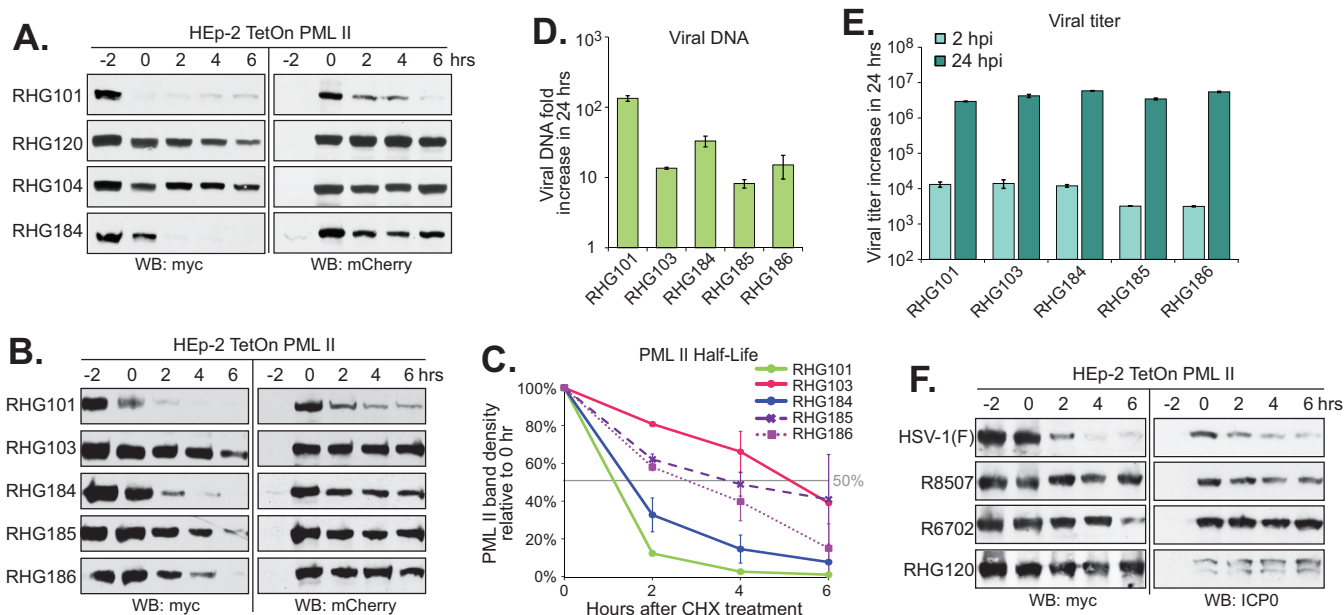 A.
HEp-2 TetOn PML II
-2 0 2 4 6 -2 0 2 4 6 hrs
RHG101
RHG120
RHG104
RHG184
WB: myc WB: mCherry
B.
HEp-2 TetOn PML II
-2 0 2 4 6 -2 0 2 4 6 hrs
RHG101
RHG103
RHG184
RHG185
RHG186
WB: myc WB: mCherry
D.
Viral DNA
Viral DNA fold
increase in 24 hrs
10³
10²
10
1
RHG101
RHG103
RHG184
RHG185
RHG186
E.
Viral titer
2 hpi
24 hpi
Viral titer increase in 24 hrs
10⁸
10⁷
10⁶
10⁵
10⁴
10³
10²
RHG101
RHG103
RHG184
RHG185
RHG186
C.
PML II Half-Life
RHG101
RHG103
RHG184
RHG185
RHG186
PML II band density
relative to 0 hr
100%
80%
60%
50%
40%
20%
0%
0 2 4 6
Hours after CHX treatment
F.
HEp-2 TetOn PML II
-2 0 2 4 6 -2 0 2 4 6 hrs
HSV-1(F)
R8507
R6702
RHG120
WB: myc WB: ICP0